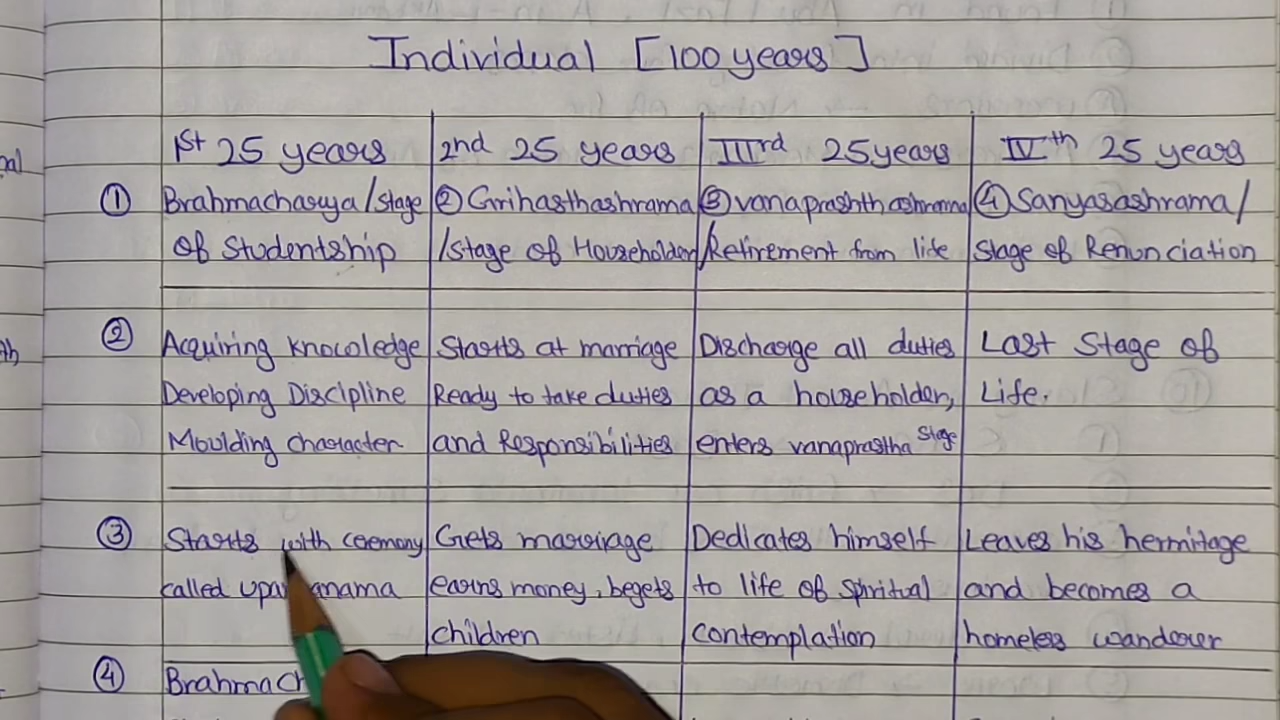 Individual [100 years]
1st 25 years
2nd 25 years
IIIrd 25 years
IVth 25 years
① Brahmacharya/Stage
of Studentship
② Grihasthashrama
/Stage of Householder
③ vanaprashthashrama
/Retirement from life
④ Sanyasashrama/
Stage of Renunciation
②
Acquiring knowledge
Developing Discipline
Moulding character
Starts at marriage
Ready to take duties
and Responsibilities
Discharge all duties
as a householder,
enters vanaprastha Stage
Last Stage of
Life.
③
Starts with ceremony
called
Gets marriage
earns money, begets
children
Dedicates himself
to life of Spiritual
contemplation
Leaves his hermitage
and becomes a
homeless wanderer
④